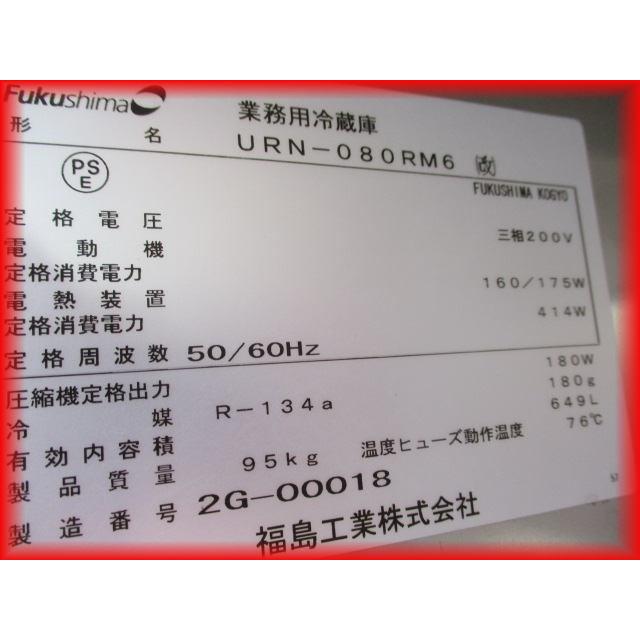 Fukushima
業務用冷蔵庫
形名 URN-080RM6 改
PS E
FUKUSHIMA KOGYO
定格電圧 三相200V
電動機
定格消費電力 160/175W
電熱装置
定格消費電力 414W
定格周波数 50/60Hz
圧縮機定格出力 180W
冷媒 R-134a 180g
有効内容積 649L
製品質量 95kg 温度ヒューズ動作温度 76℃
製造番号 2G-00018
福島工業株式会社